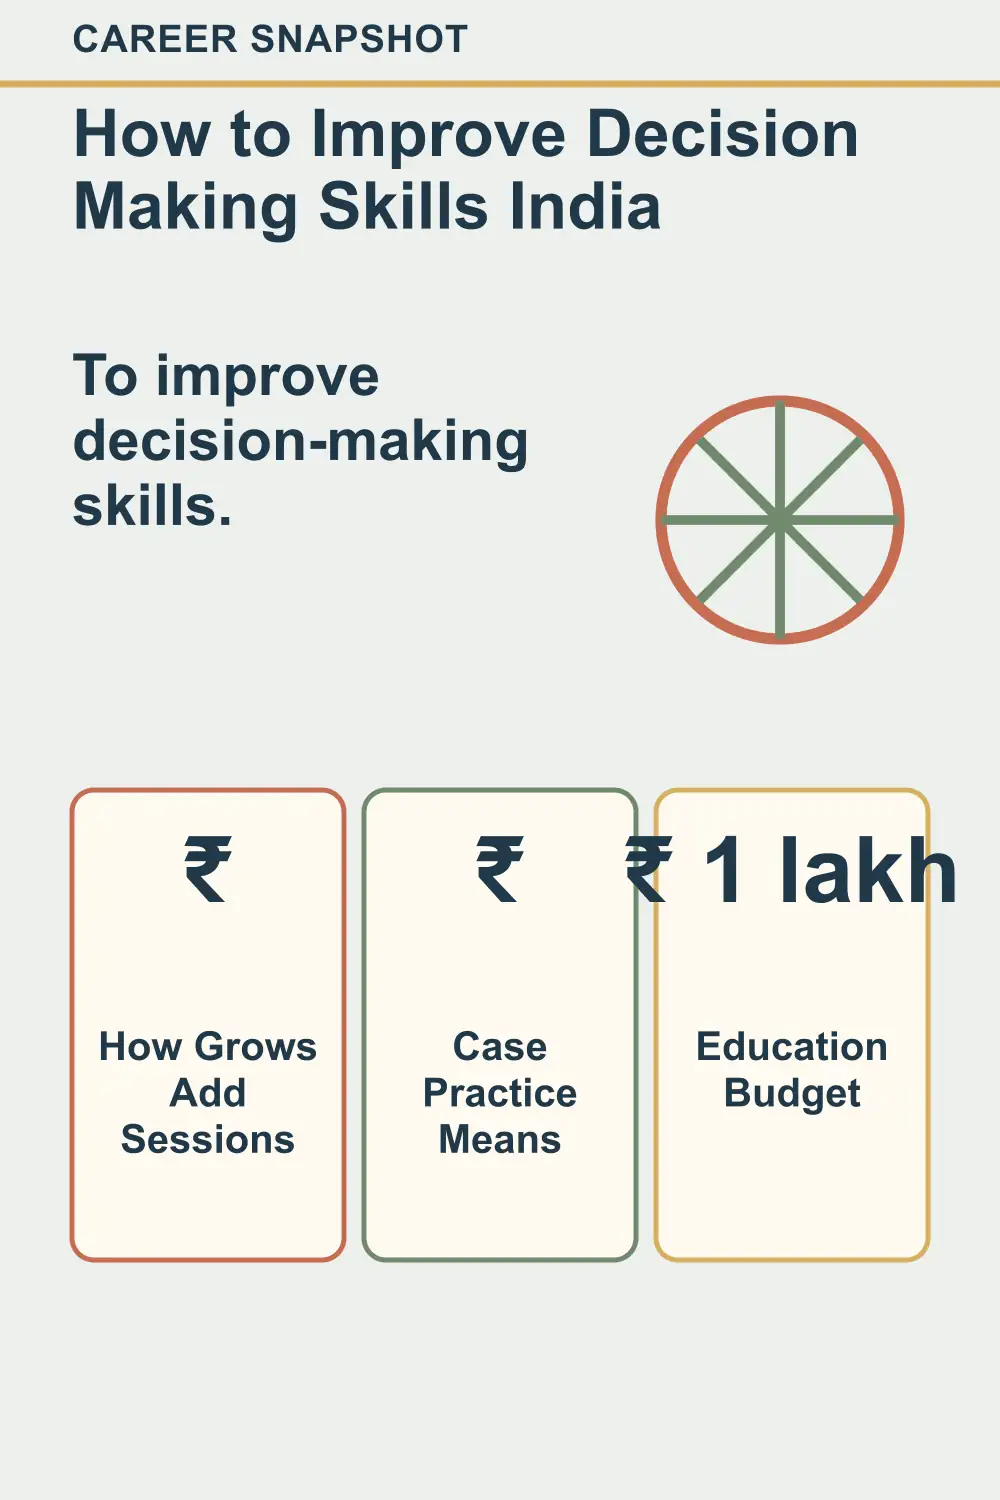 CAREER SNAPSHOT
How to Improve Decision
Making Skills India
To improve
decision-making
skills.
₹
How Grows
Add
Sessions
₹
Case
Practice
Means
₹ 1 lakh
Education
Budget